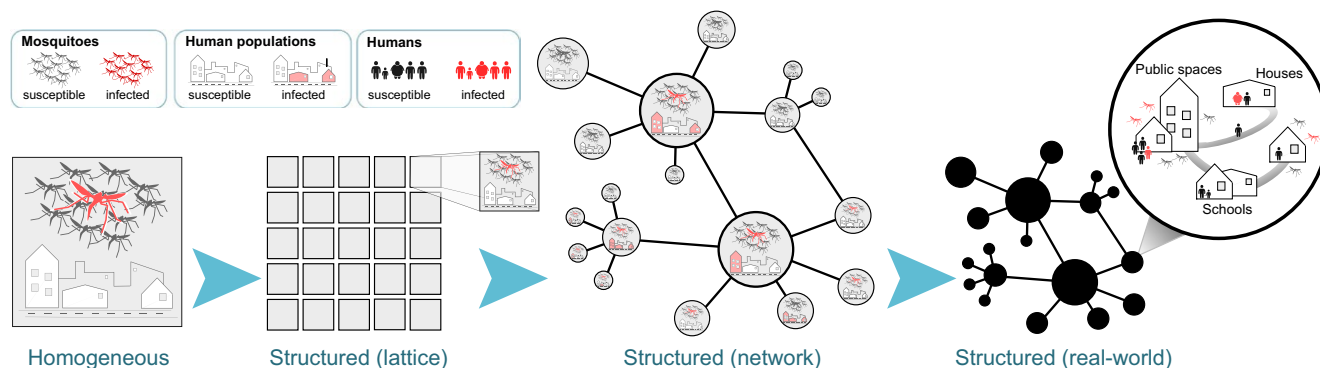 Mosquitoes
susceptible
infected
Human populations
susceptible
infected
Humans
susceptible
infected
Public spaces
Houses
Schools
Homogeneous
Structured (lattice)
Structured (network)
Structured (real-world)